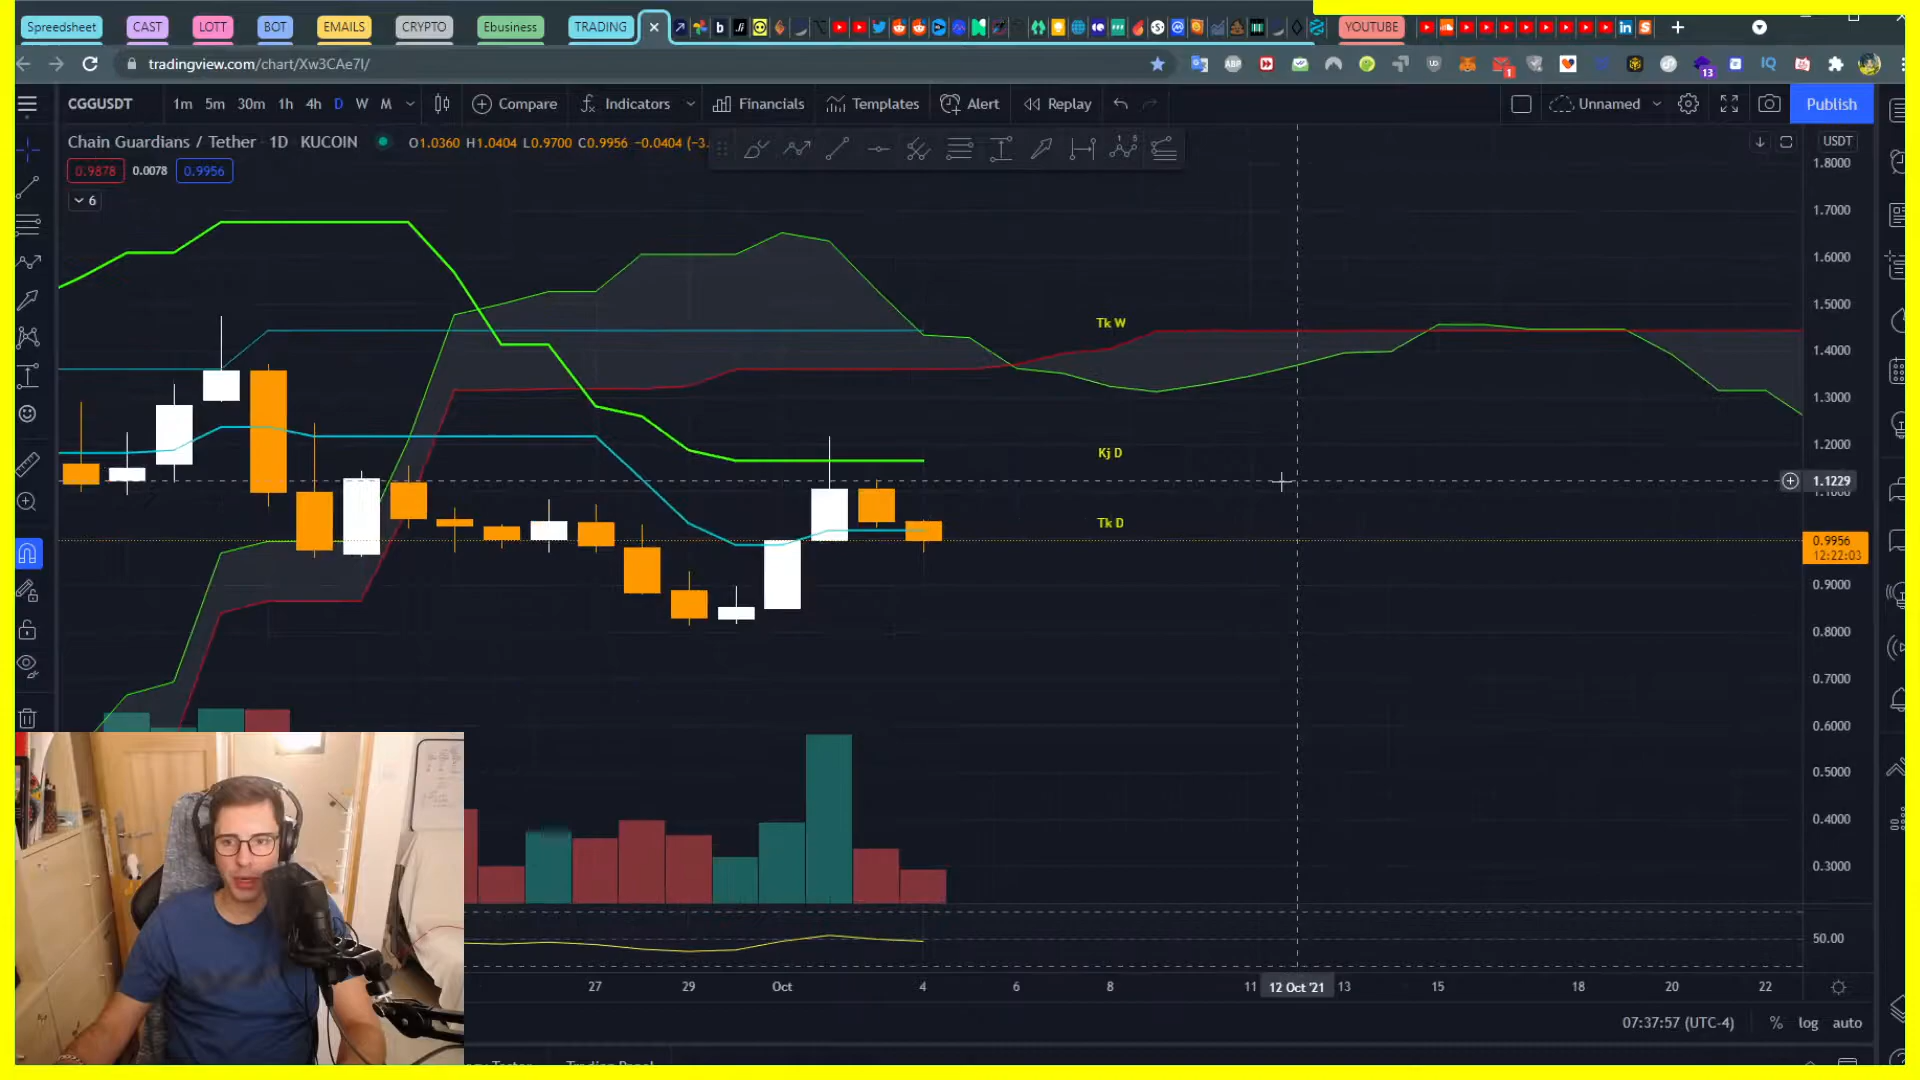 Spreedsheet CAST LOTT BOT EMAILS CRYPTO Ebusiness TRADING YOUTUBE
tradingview.com/chart/Xw3CAe7I/
1
13
CGGUSDT 1m 5m 30m 1h 4h D W M Compare Indicators Financials Templates Alert Replay Unnamed Publish
Chain Guardians / Tether · 1D · KUCOIN O1.0360 H1.0404 L0.9700 C0.9956 −0.0404 (−3. USDT
0.9878 0.0078 0.9956
6
1.8000
1.7000
1.6000
1.5000
Tk W
1.4000
1.3000
1.2000
Kj D
1.1229
Tk D
0.9956
12:22:03
0.9000
0.8000
0.7000
0.6000
0.5000
0.4000
0.3000
50.00
27 29 Oct 4 6 8 11 12 Oct '21 13 15 18 20 22
07:37:57 (UTC-4) % log auto